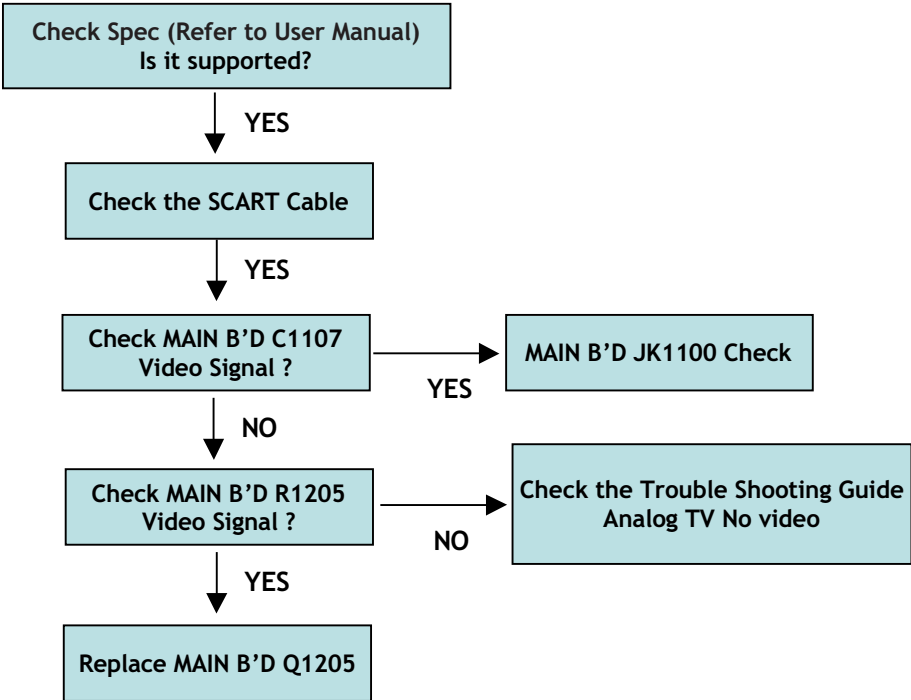 Check Spec (Refer to User Manual)
Is it supported?
YES
Check the SCART Cable
YES
Check MAIN B’D C1107
Video Signal ?
YES
MAIN B’D JK1100 Check
NO
Check MAIN B’D R1205
Video Signal ?
NO
Check the Trouble Shooting Guide
Analog TV No video
YES
Replace MAIN B’D Q1205